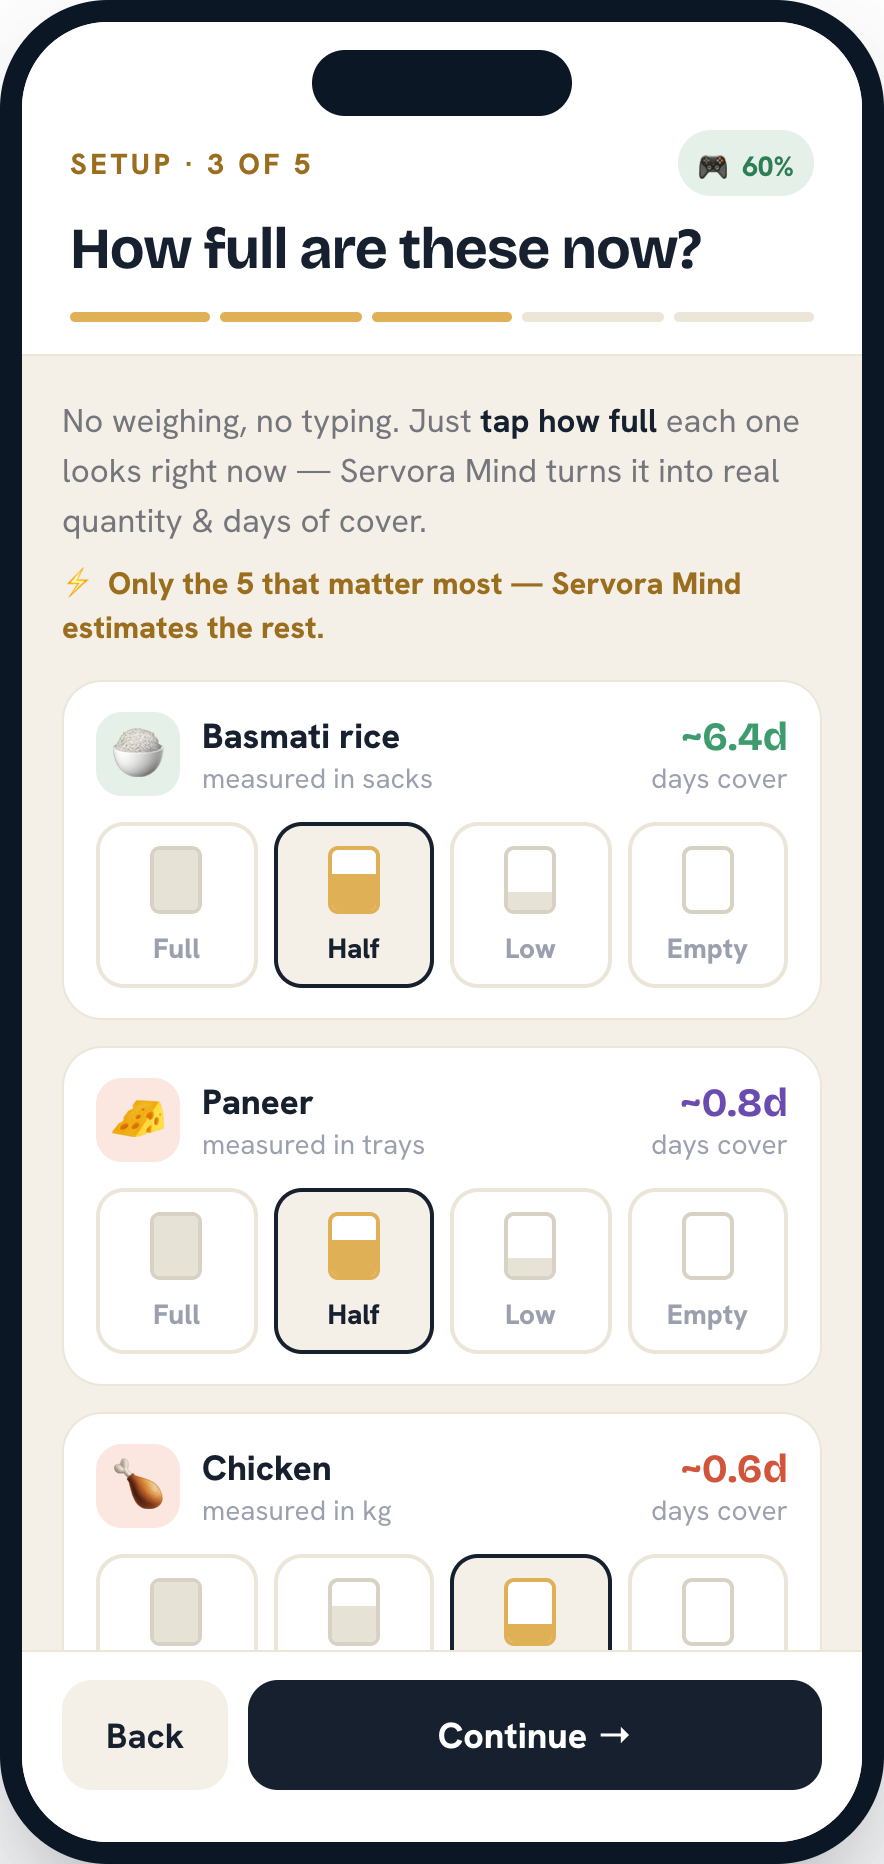 SETUP · 3 OF 5
🎮 60%
How full are these now?
No weighing, no typing. Just tap how full each one
looks right now — Servora Mind turns it into real
quantity & days of cover.
⚡ Only the 5 that matter most — Servora Mind
estimates the rest.
Basmati rice
~6.4d
measured in sacks
days cover
Full
Half
Low
Empty
Paneer
~0.8d
measured in trays
days cover
Full
Half
Low
Empty
Chicken
~0.6d
measured in kg
days cover
Back
Continue →